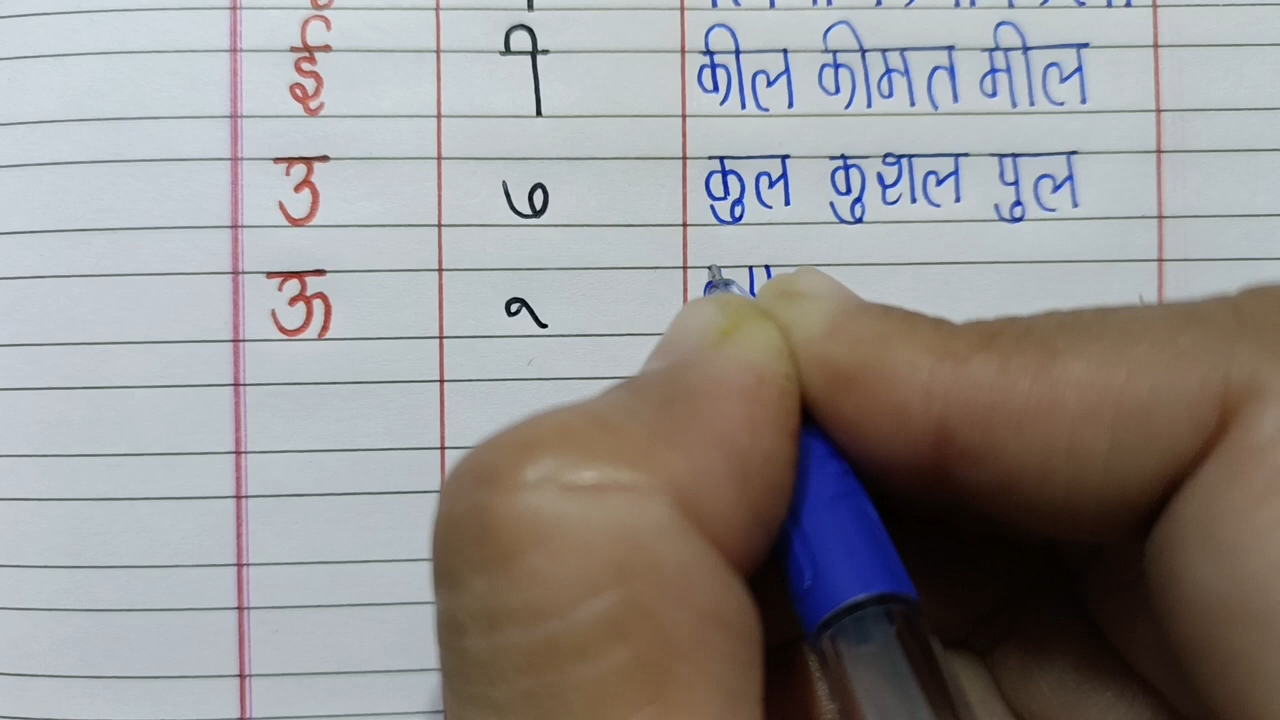 ई ी कील कीमत मील
उ ु कुल कुशल पुल
ऊ ू